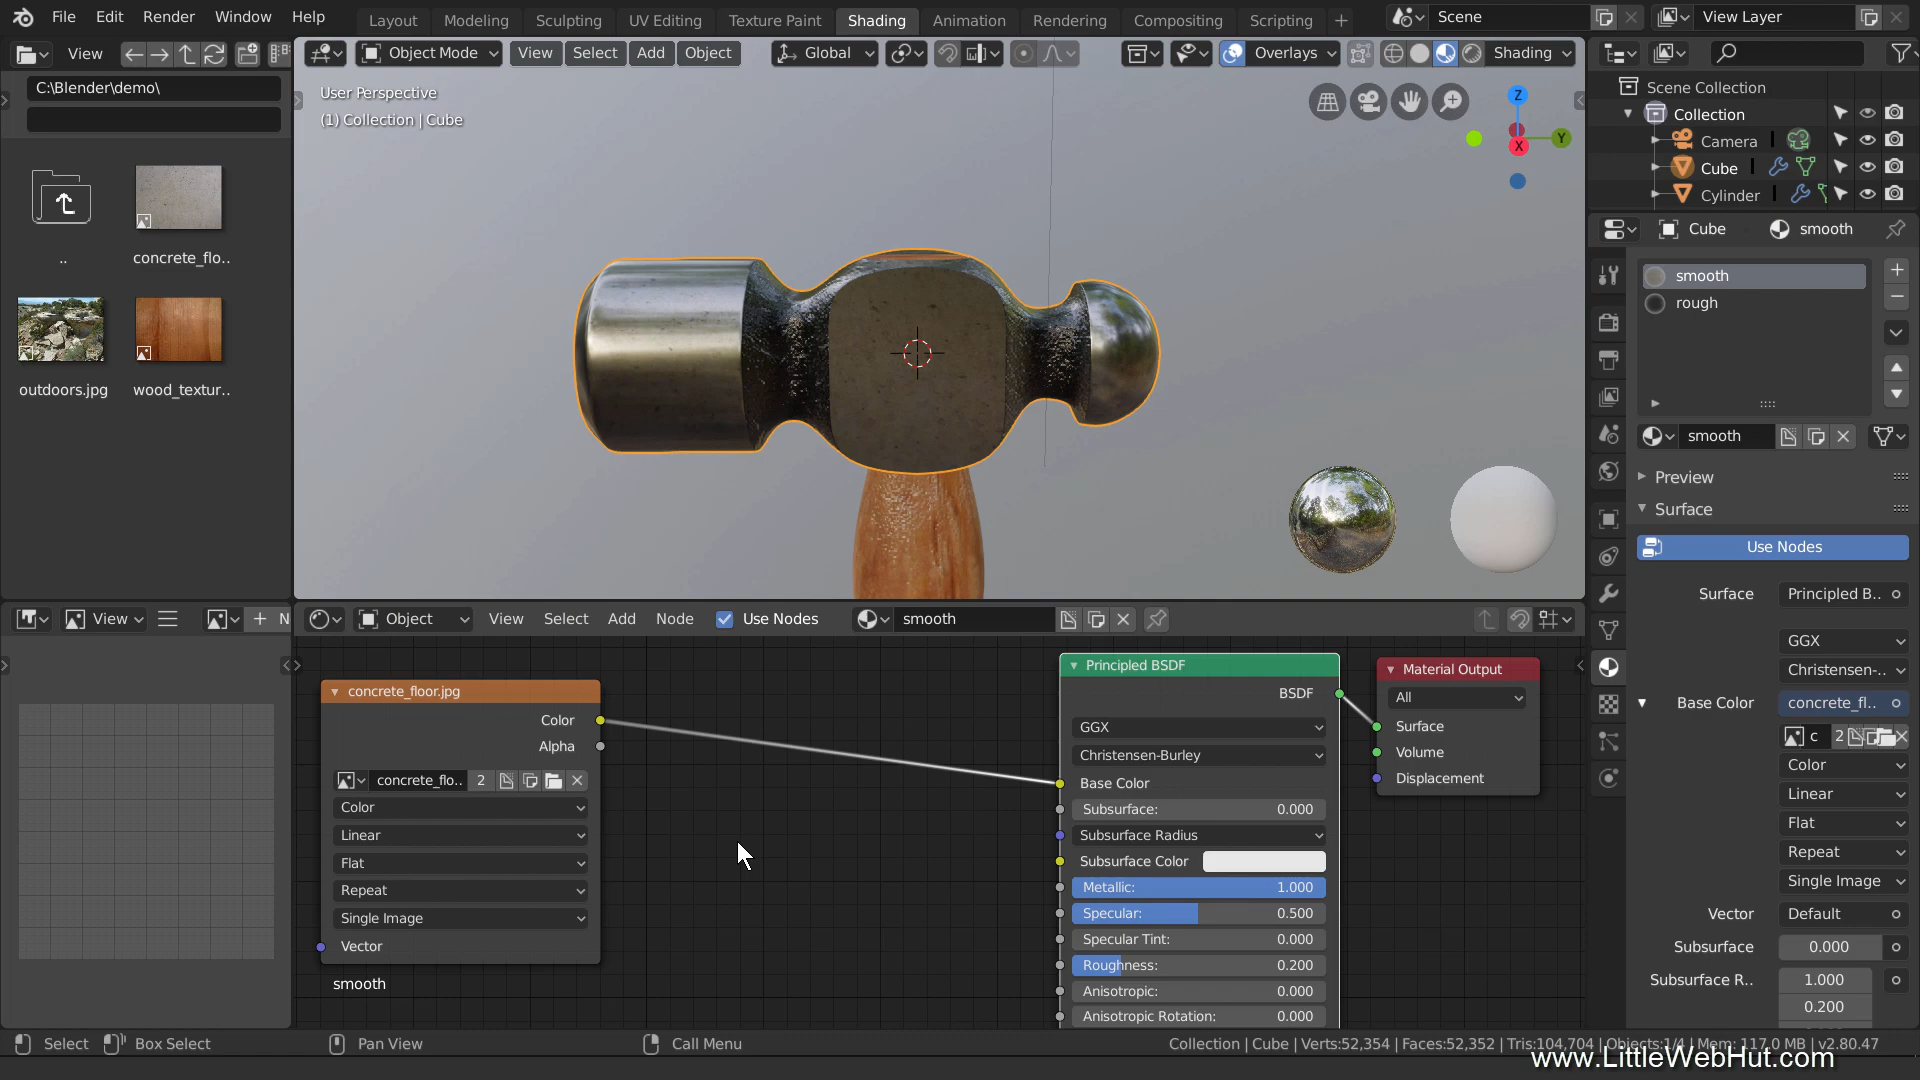 File Edit Render Window Help Layout Modeling Sculpting UV Editing Texture Paint Shading Animation Rendering Compositing Scripting + Scene View Layer
View Object Mode View Select Add Object Global Overlays Shading
C:\Blender\demo\
User Perspective
(1) Collection | Cube
Z
Y
X
..
concrete_flo..
outdoors.jpg
wood_textur..
Scene Collection
Collection
Camera
Cube
Cylinder
Cube smooth
smooth
rough
smooth
Preview
Surface
Use Nodes
Surface Principled B..
GGX
Christensen-..
Base Color concrete_fl..
c 2
Color
Linear
Flat
Repeat
Single Image
Vector Default
Subsurface 0.000
Subsurface R.. 1.000
0.200
View + N Object View Select Add Node Use Nodes smooth
concrete_floor.jpg
Color
Alpha
concrete_flo.. 2
Color
Linear
Flat
Repeat
Single Image
Vector
smooth
Principled BSDF
BSDF
GGX
Christensen-Burley
Base Color
Subsurface: 0.000
Subsurface Radius
Subsurface Color
Metallic: 1.000
Specular: 0.500
Specular Tint: 0.000
Roughness: 0.200
Anisotropic: 0.000
Anisotropic Rotation: 0.000
Material Output
All
Surface
Volume
Displacement
Select Box Select Pan View Call Menu Collection | Cube | Verts:52,354 | Faces:52,352 | Tris:104,704 | Objects:1/4 | Mem: 117.0 MB | v2.80.47
www.LittleWebHut.com